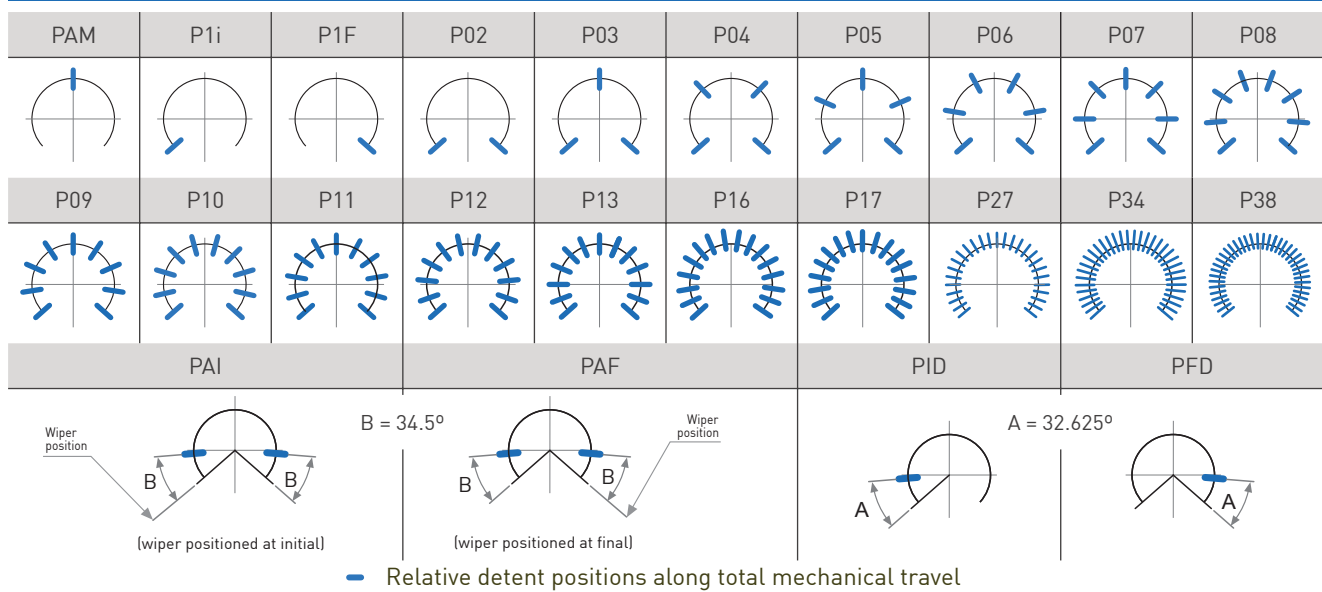 PAM P1i P1F P02 P03 P04 P05 P06 P07 P08
P09 P10 P11 P12 P13 P16 P17 P27 P34 P38
PAI PAF PID PFD
B = 34.5º A = 32.625º
Wiper
position
Wiper
position
B B B B
A A
(wiper positioned at initial) (wiper positioned at final)
Relative detent positions along total mechanical travel